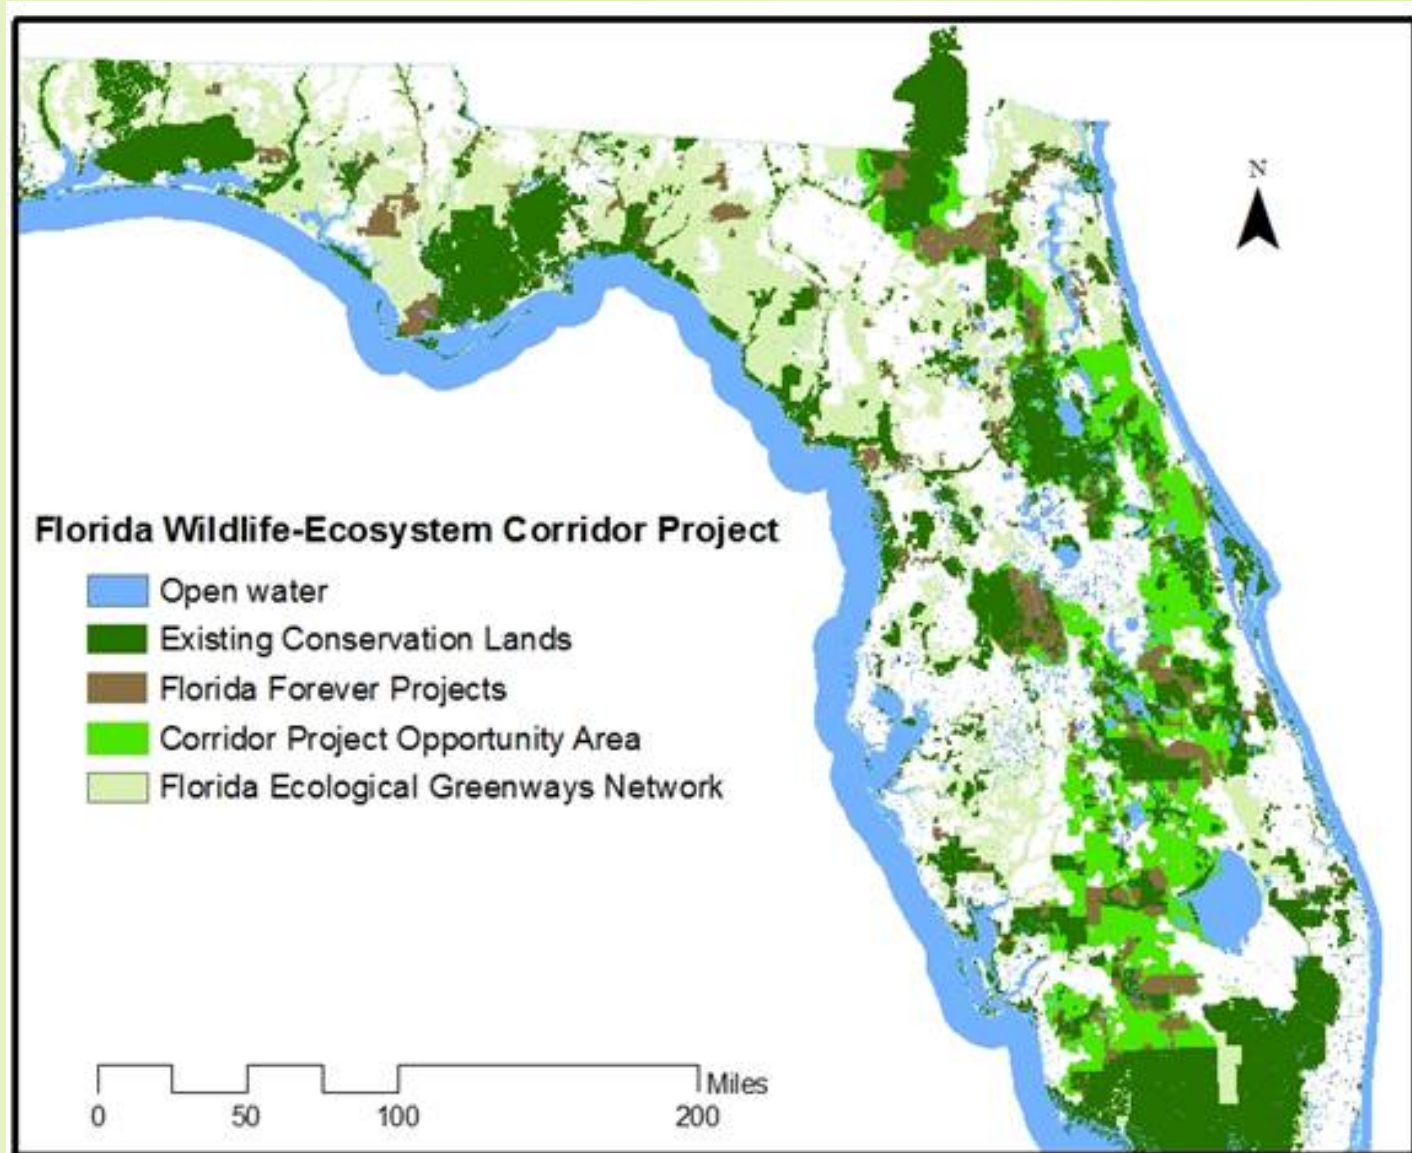 N
Florida Wildlife-Ecosystem Corridor Project
Open water
Existing Conservation Lands
Florida Forever Projects
Corridor Project Opportunity Area
Florida Ecological Greenways Network
Miles
0 50 100 200